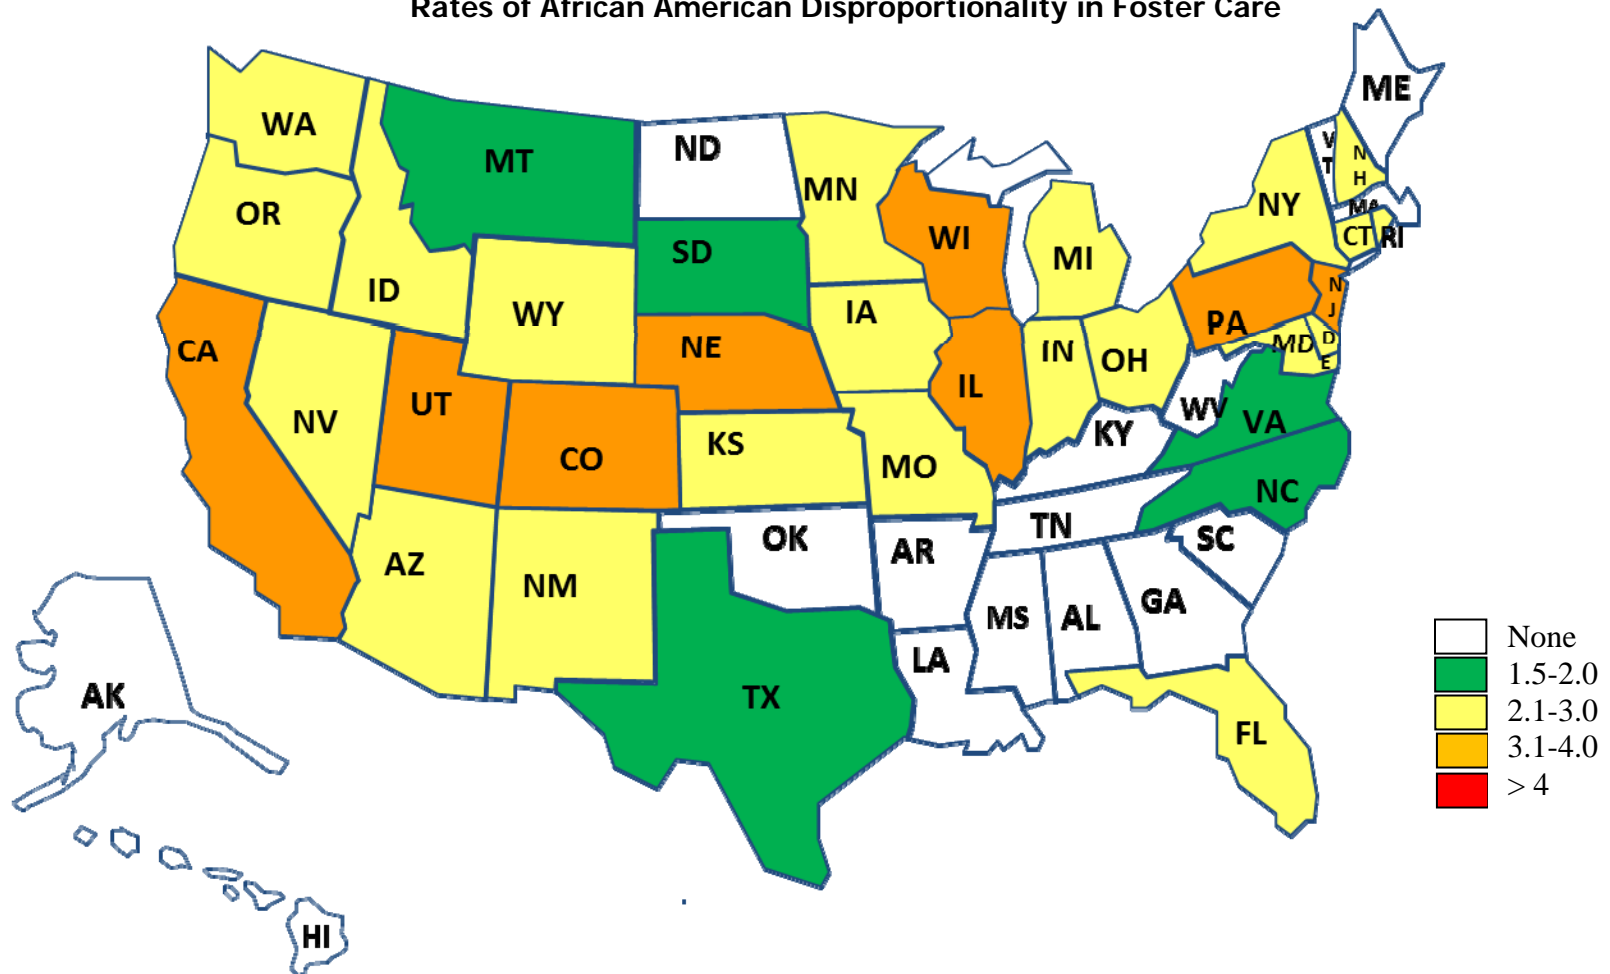 Rates of African American Disproportionality in Foster Care
ME
WA
MT
ND
MN
VT
NH
OR
NY
MA
WI
CT
RI
SD
MI
ID
WY
IA
NJ
PA
CA
NE
IN
OH
MD
DE
UT
IL
NV
WV
VA
KY
KS
CO
MO
NC
TN
OK
AR
SC
AZ
NM
GA
MS
AL
LA
AK
TX
FL
HI
None
1.5-2.0
2.1-3.0
3.1-4.0
> 4